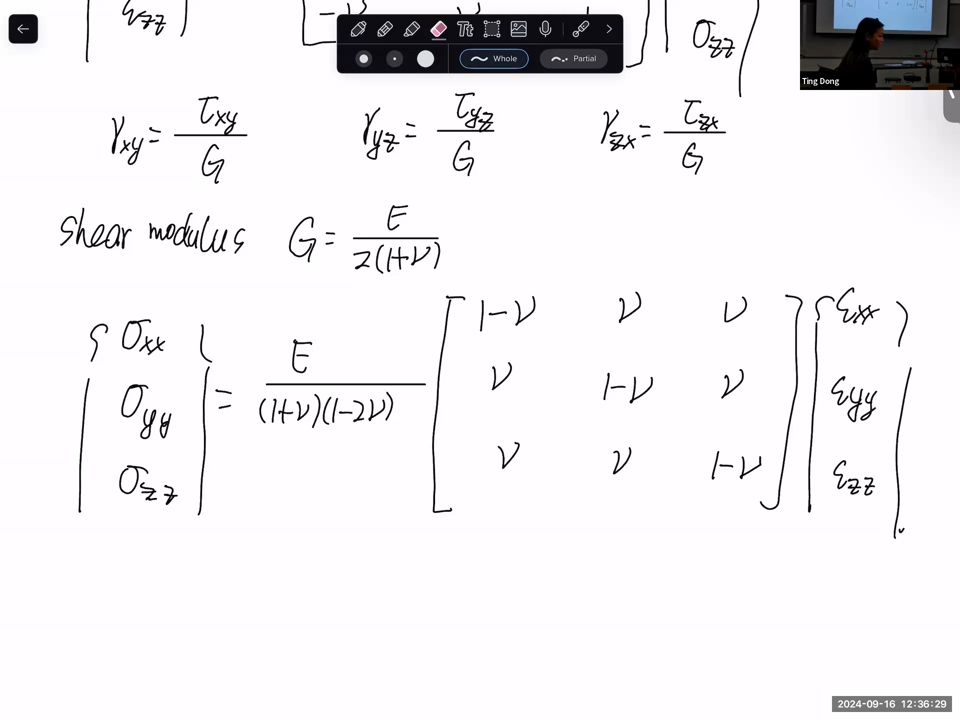 ε_zz -ν σ_zz
Tt
Whole Partial
Ting Dong
γ_xy = τ_xy / G γ_yz = τ_yz / G γ_zx = τ_zx / G
shear modulus G = E / 2(1+ν)
{σ_xx σ_yy σ_zz} = E / (1+ν)(1-2ν) [1-ν ν ν
ν 1-ν ν
ν ν 1-ν] {ε_xx ε_yy ε_zz}
2024-09-16 12:36:29